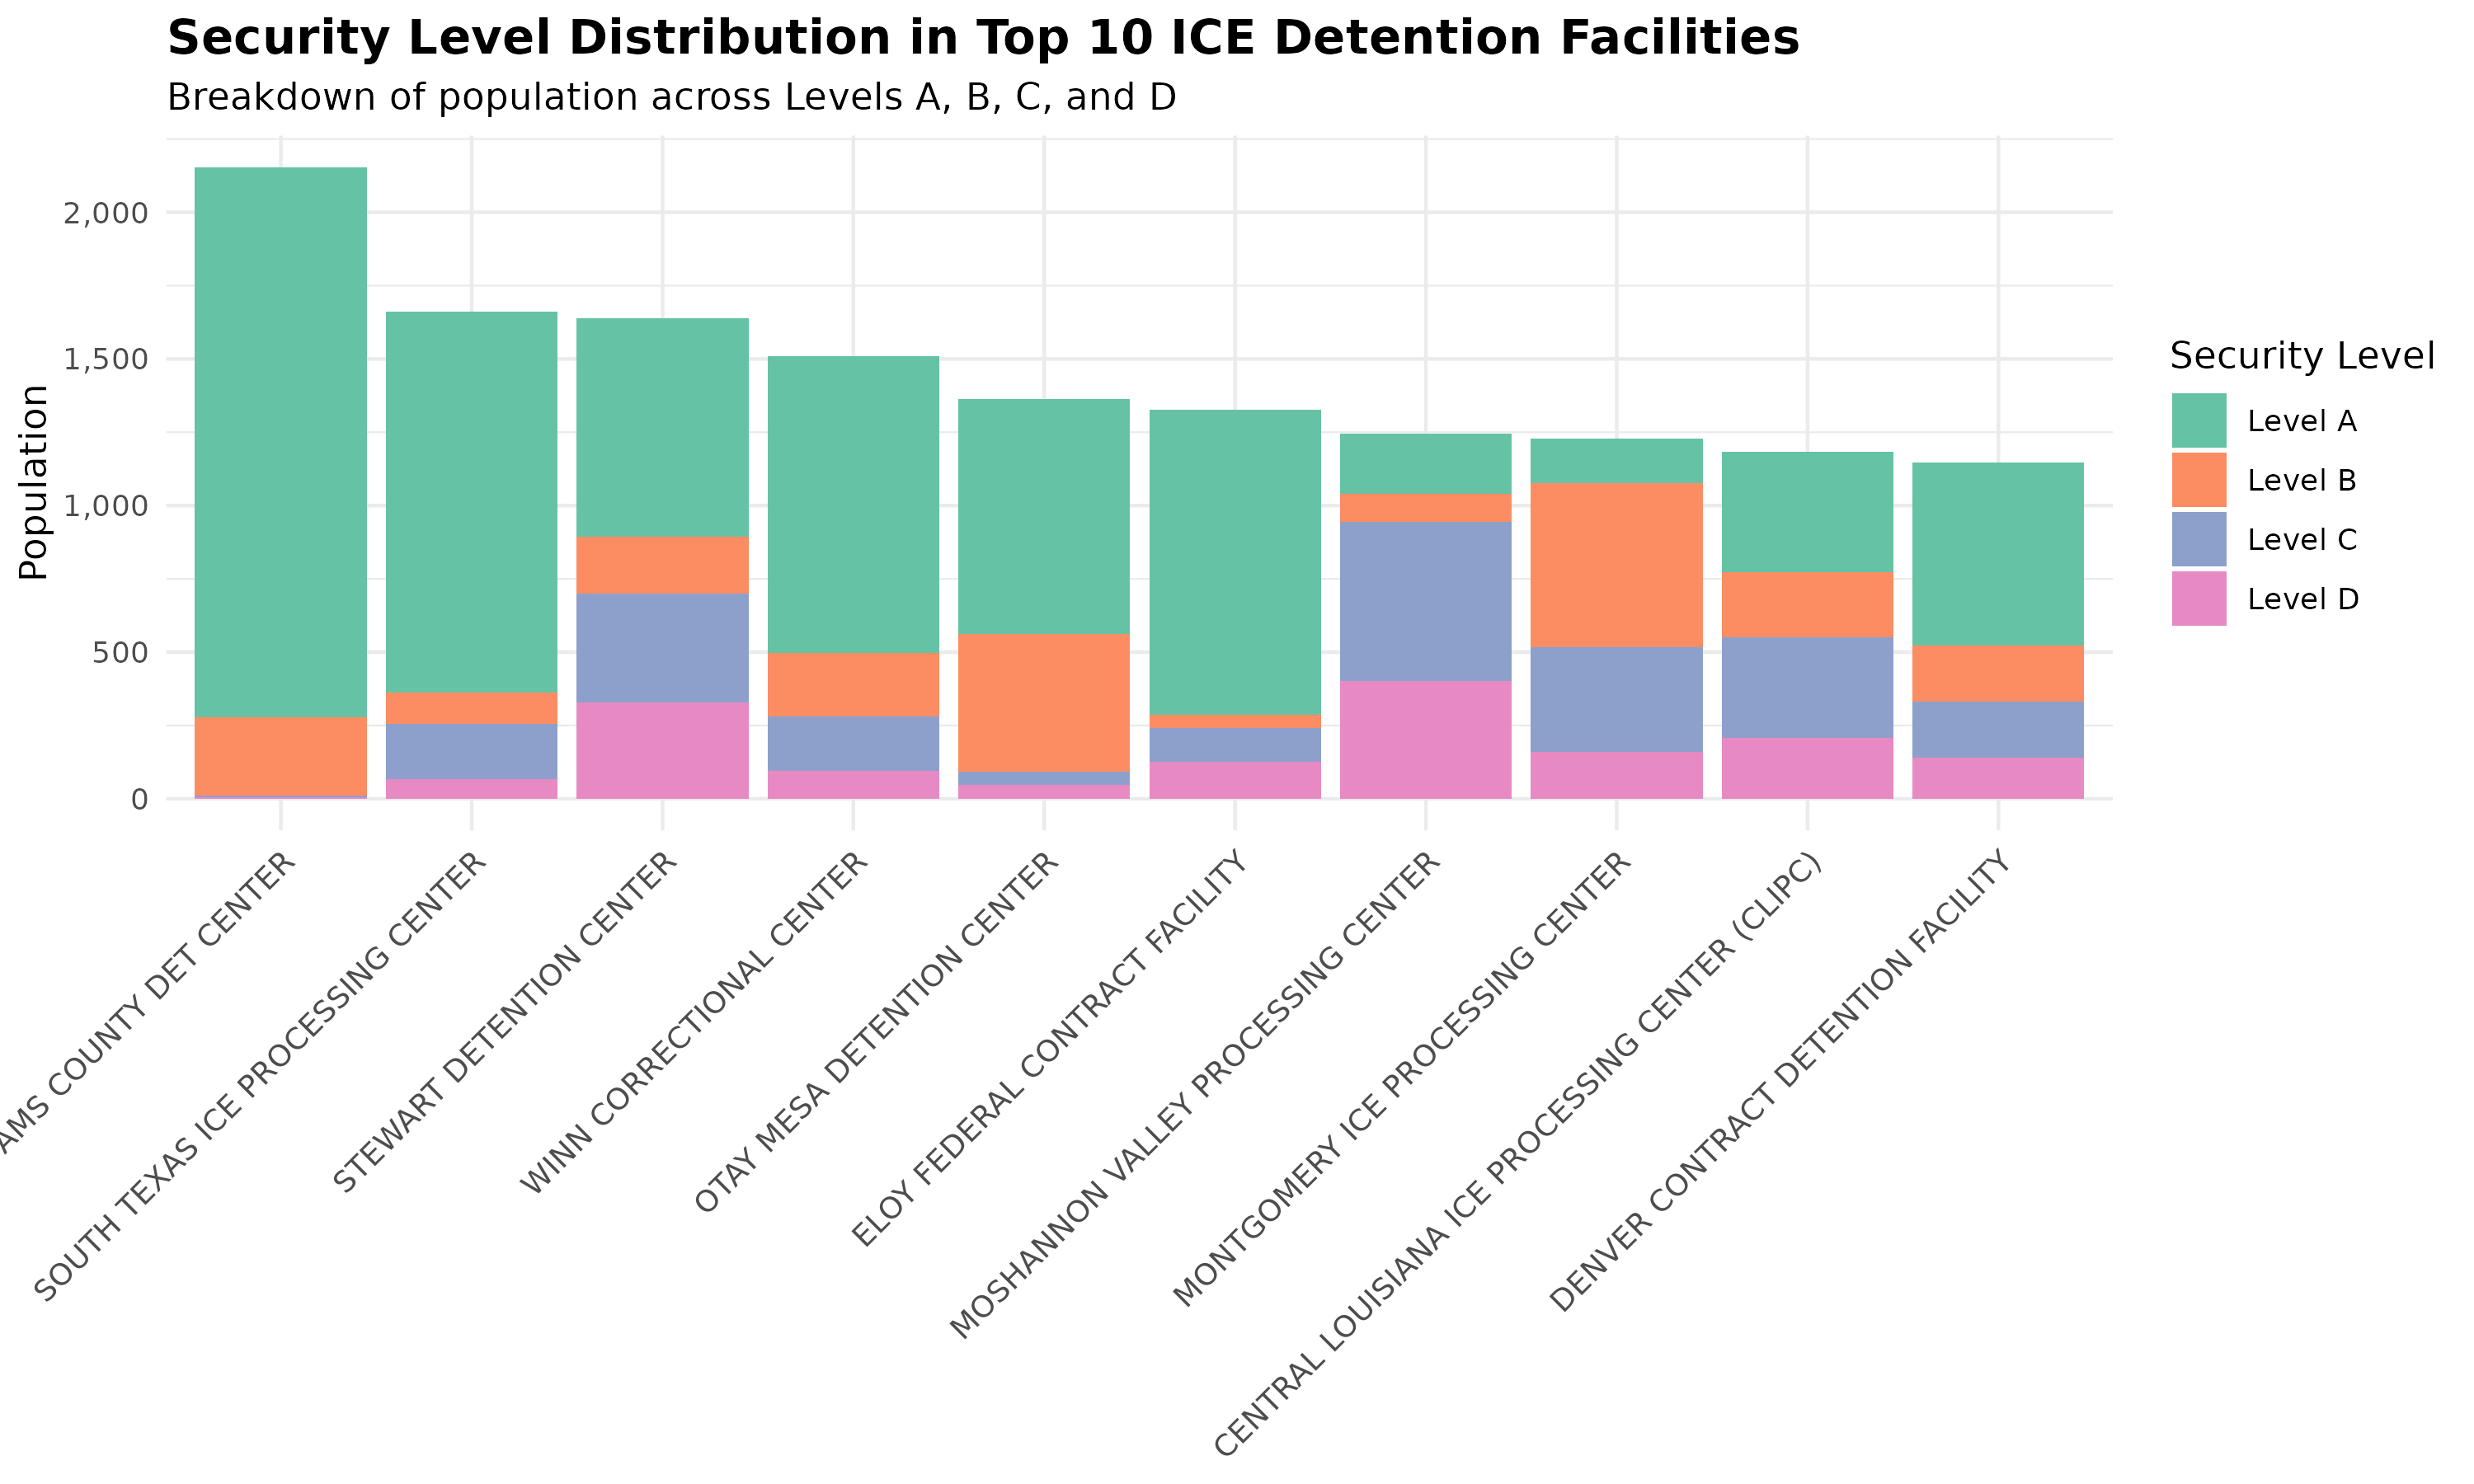 Security Level Distribution in Top 10 ICE Detention Facilities
Breakdown of population across Levels A, B, C, and D
Population
2,000
1,500
1,000
500
0
AMS COUNTY DET CENTER
SOUTH TEXAS ICE PROCESSING CENTER
STEWART DETENTION CENTER
WINN CORRECTIONAL CENTER
OTAY MESA DETENTION CENTER
ELOY FEDERAL CONTRACT FACILITY
MOSHANNON VALLEY PROCESSING CENTER
MONTGOMERY ICE PROCESSING CENTER
CENTRAL LOUISIANA ICE PROCESSING CENTER (CLIPC)
DENVER CONTRACT DETENTION FACILITY
Security Level
Level A
Level B
Level C
Level D